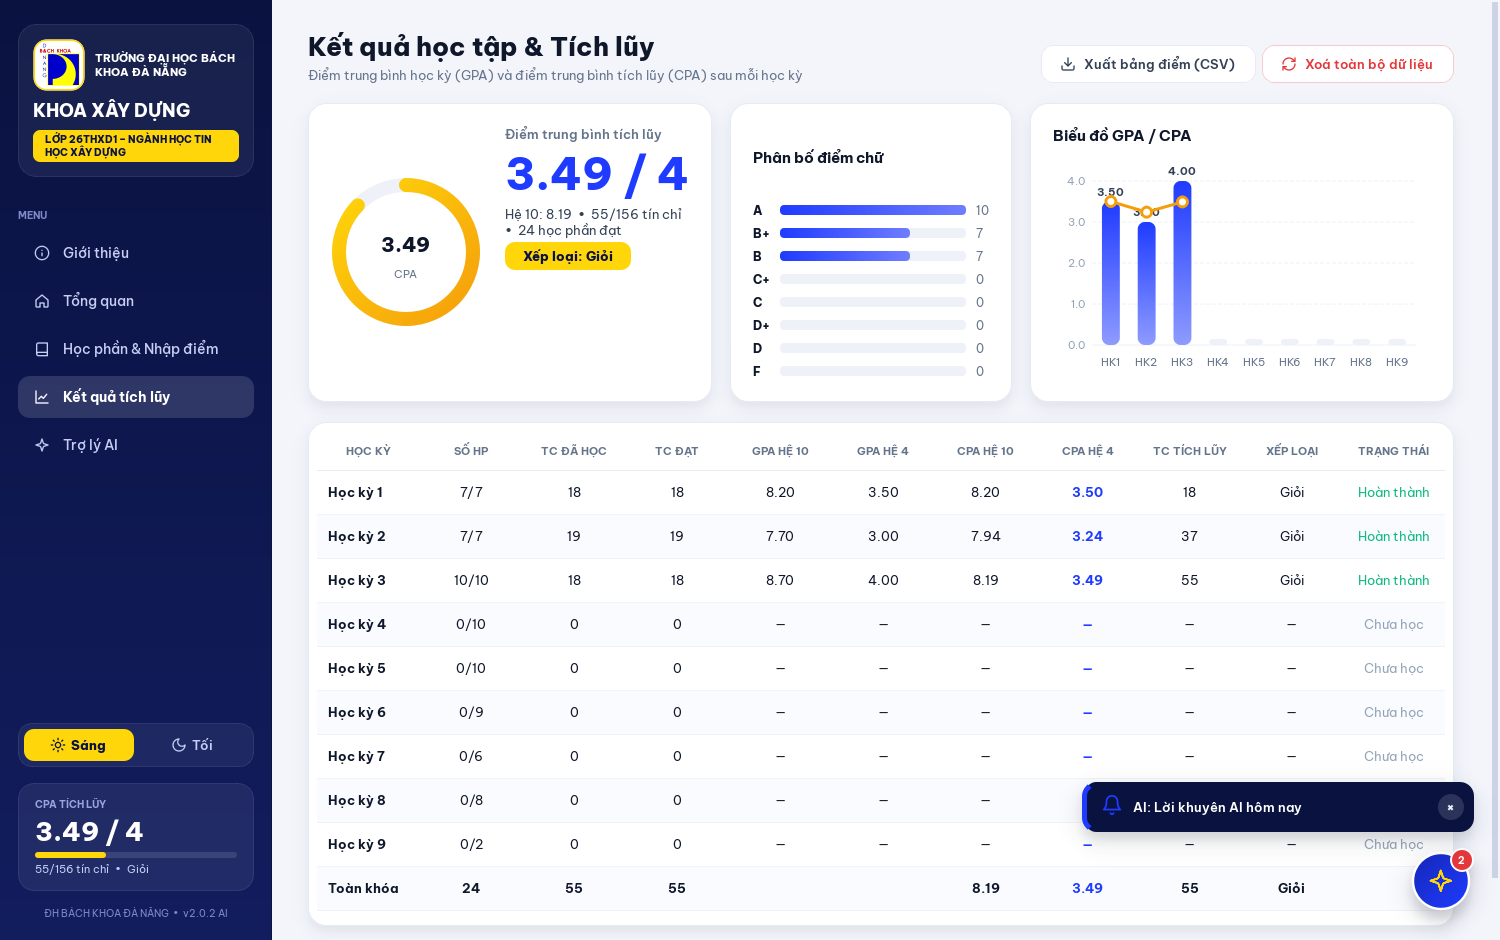 BÁCH KHOA
ĐÀ NẴNG
TRƯỜNG ĐẠI HỌC BÁCH
KHOA ĐÀ NẴNG
KHOA XÂY DỰNG
LỚP 26THXD1 – NGÀNH HỌC TIN
HỌC XÂY DỰNG
MENU
Giới thiệu
Tổng quan
Học phần & Nhập điểm
Kết quả tích lũy
Trợ lý AI
Sáng
Tối
CPA TÍCH LŨY
3.49 / 4
55/156 tín chỉ • Giỏi
ĐH BÁCH KHOA ĐÀ NẴNG • v2.0.2 AI
Kết quả học tập & Tích lũy
Điểm trung bình học kỳ (GPA) và điểm trung bình tích lũy (CPA) sau mỗi học kỳ
Xuất bảng điểm (CSV)
Xoá toàn bộ dữ liệu
3.49
CPA
Điểm trung bình tích lũy
3.49 / 4
Hệ 10: 8.19 • 55/156 tín chỉ
• 24 học phần đạt
Xếp loại: Giỏi
Phân bố điểm chữ
A 10
B+ 7
B 7
C+ 0
C 0
D+ 0
D 0
F 0
Biểu đồ GPA / CPA
4.00
4.0
3.50
3.00
3.0
2.0
1.0
0.0
HK1 HK2 HK3 HK4 HK5 HK6 HK7 HK8 HK9
HỌC KỲ SỐ HP TC ĐÃ HỌC TC ĐẠT GPA HỆ 10 GPA HỆ 4 CPA HỆ 10 CPA HỆ 4 TC TÍCH LŨY XẾP LOẠI TRẠNG THÁI
Học kỳ 1 7/7 18 18 8.20 3.50 8.20 3.50 18 Giỏi Hoàn thành
Học kỳ 2 7/7 19 19 7.70 3.00 7.94 3.24 37 Giỏi Hoàn thành
Học kỳ 3 10/10 18 18 8.70 4.00 8.19 3.49 55 Giỏi Hoàn thành
Học kỳ 4 0/10 0 0 — — — — — — Chưa học
Học kỳ 5 0/10 0 0 — — — — — — Chưa học
Học kỳ 6 0/9 0 0 — — — — — — Chưa học
Học kỳ 7 0/6 0 0 — — — — — — Chưa học
Học kỳ 8 0/8 0 0 — — —
AI: Lời khuyên AI hôm nay
Học kỳ 9 0/2 0 0 — — — — — — Chưa học
2
Toàn khóa 24 55 55 8.19 3.49 55 Giỏi